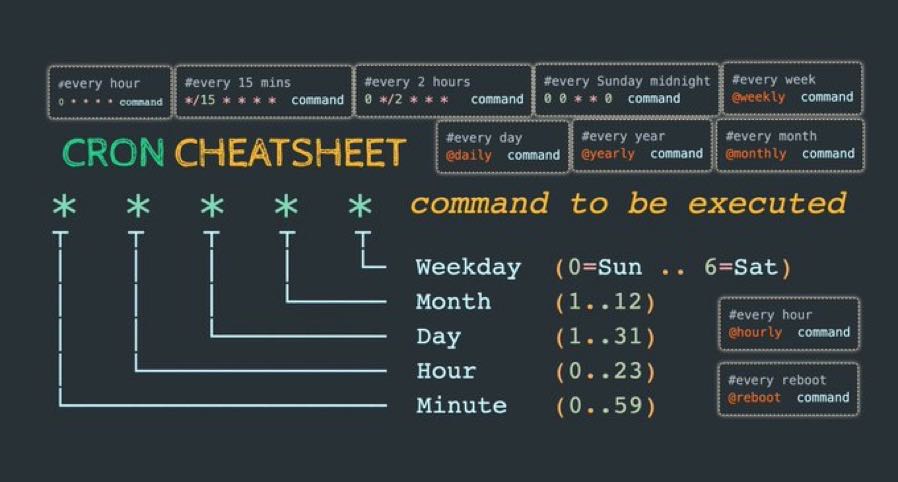 #every hour
0 * * * * command
#every 15 mins
*/15 * * * * command
#every 2 hours
0 */2 * * * command
#every Sunday midnight
0 0 * * 0 command
#every week
@weekly command
CRON CHEATSHEET
#every day
@daily command
#every year
@yearly command
#every month
@monthly command
* * * * * command to be executed
Weekday (0=Sun .. 6=Sat)
Month (1..12)
Day (1..31)
Hour (0..23)
Minute (0..59)
#every hour
@hourly command
#every reboot
@reboot command